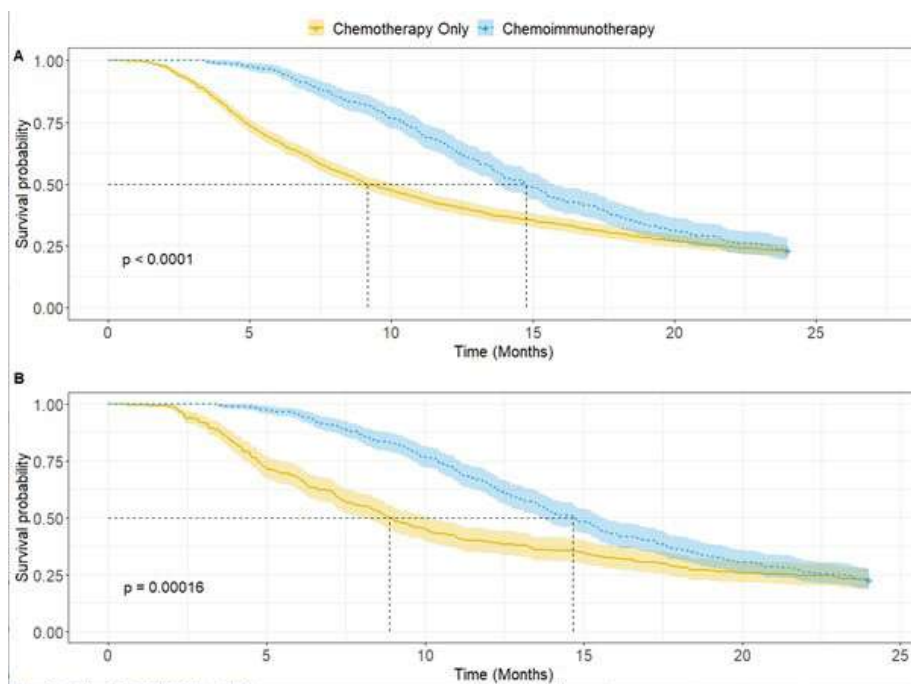 Chemotherapy Only Chemoimmunotherapy
A
Survival probability
1.00
0.75
0.50
0.25
0.00
p < 0.0001
0 5 10 15 20 25
Time (Months)
B
Survival probability
1.00
0.75
0.50
0.25
0.00
p = 0.00016
0 5 10 15 20 25
Time (Months)